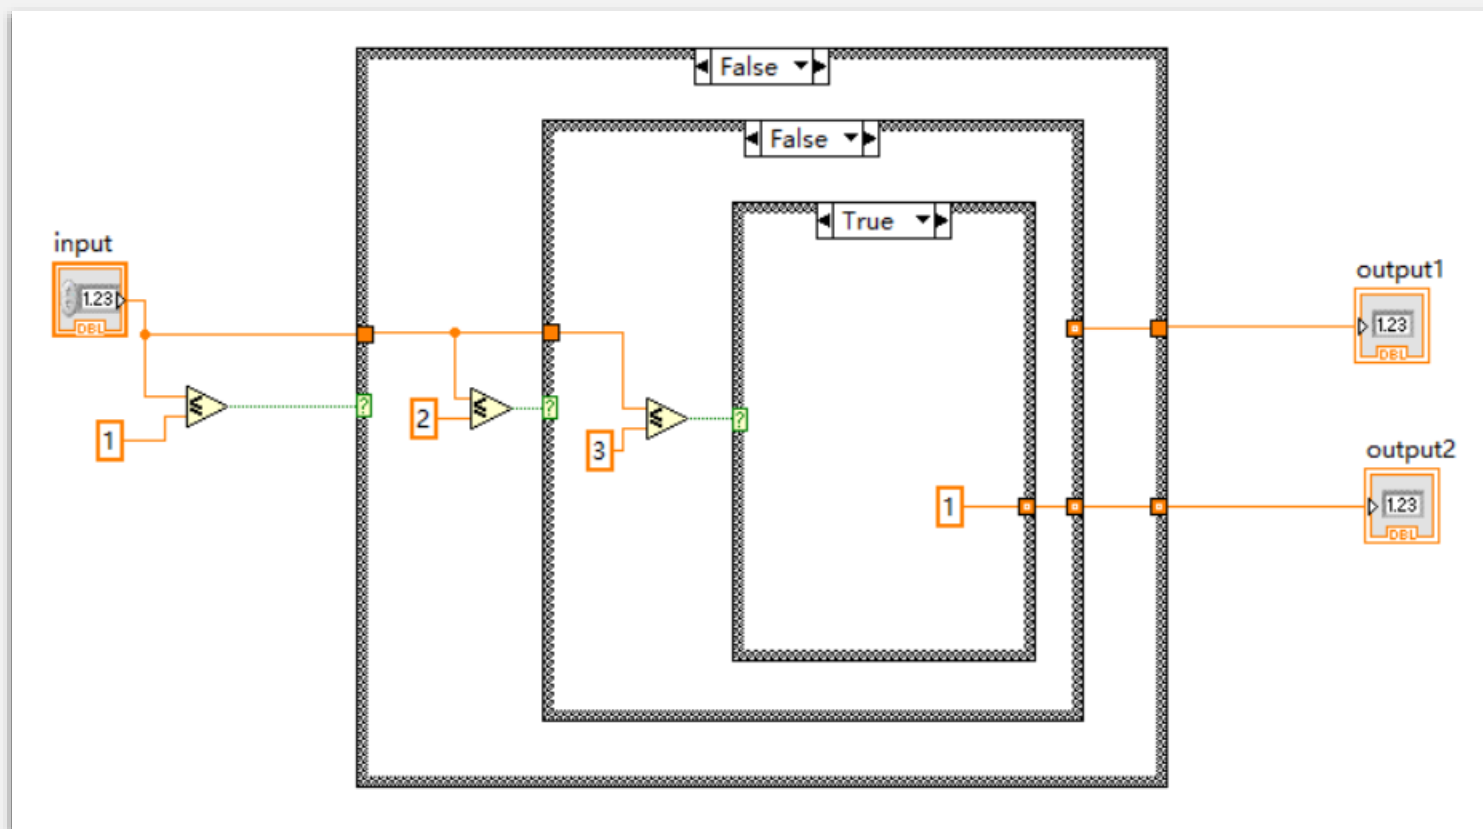 False
False
True
input
1.23
DBL
output1
1.23
DBL
≤
1
2
≤
?
?
3
≤
?
?
output2
1.23
DBL
1